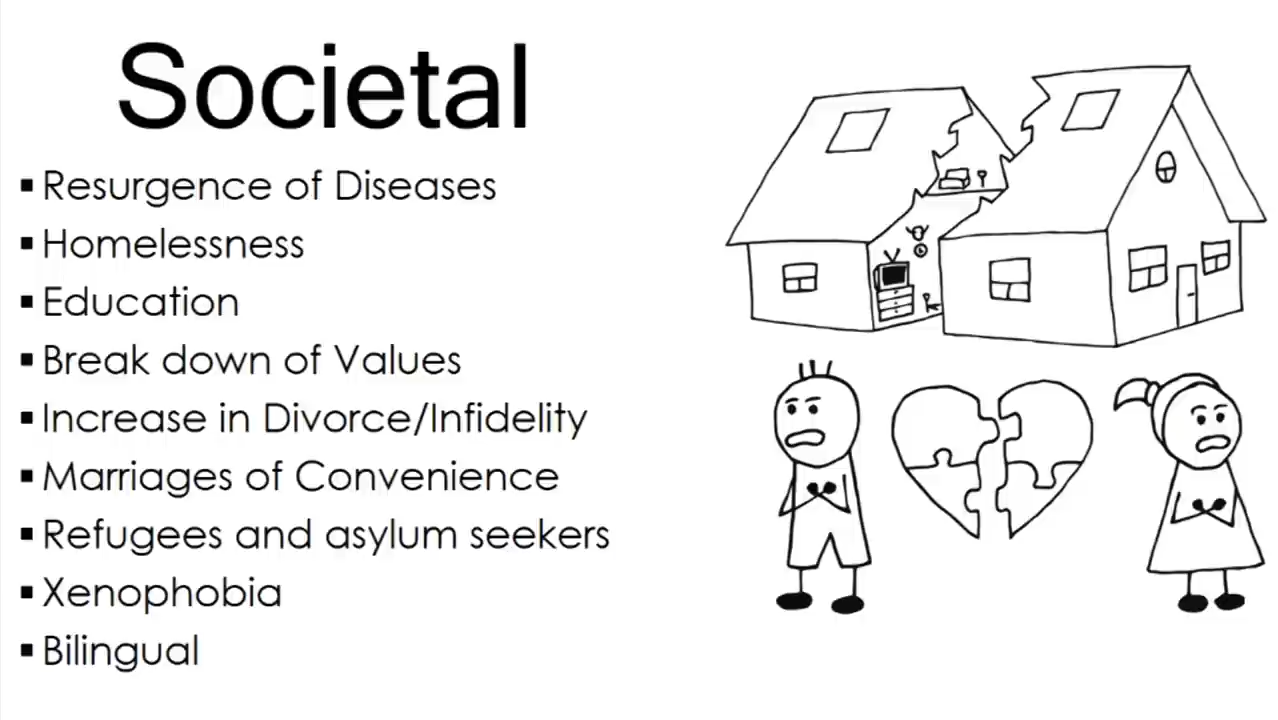 Societal
▪Resurgence of Diseases
▪Homelessness
▪Education
▪Break down of Values
▪Increase in Divorce/Infidelity
▪Marriages of Convenience
▪Refugees and asylum seekers
▪Xenophobia
▪Bilingual